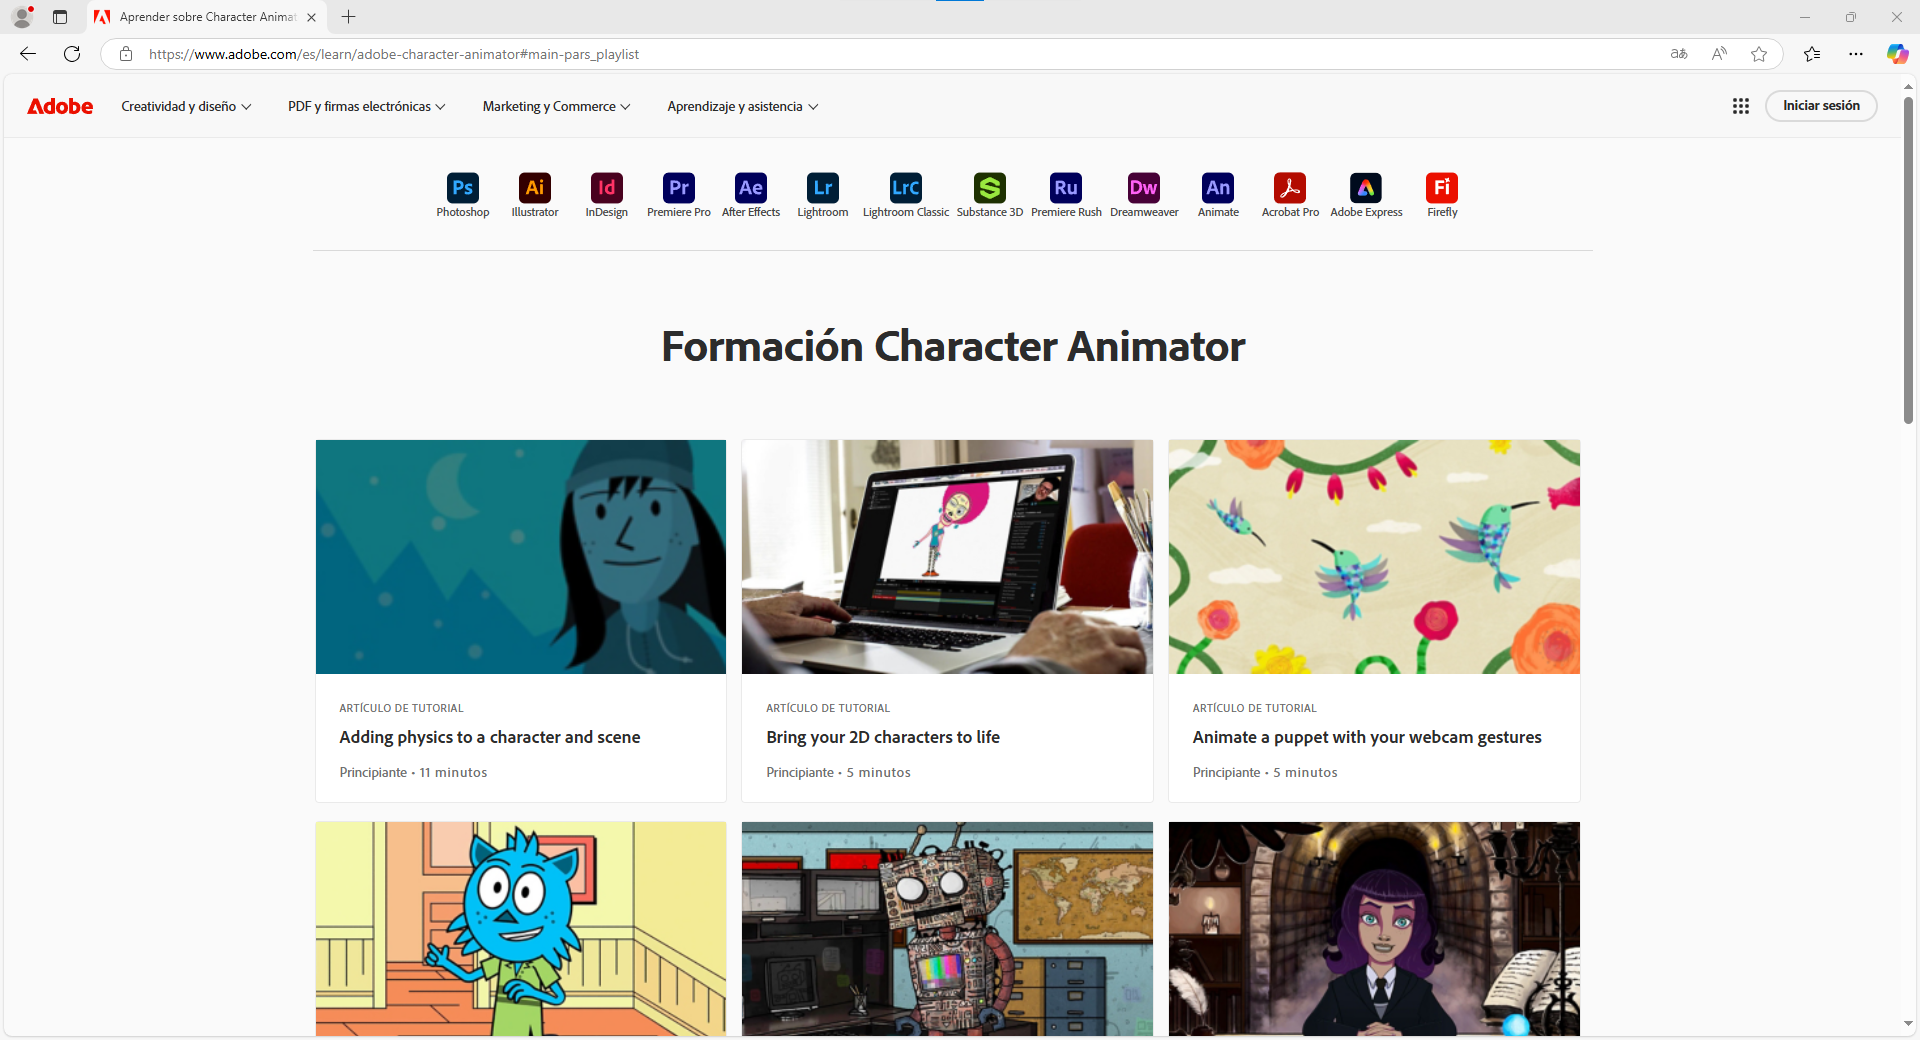 Aprender sobre Character Animat
https://www.adobe.com/es/learn/adobe-character-animator#main-pars_playlist
Adobe
Creatividad y diseño
PDF y firmas electrónicas
Marketing y Commerce
Aprendizaje y asistencia
Iniciar sesión
Ps Ai Id Pr Ae Lr LrC Ru Dw An Fi
Photoshop Illustrator InDesign Premiere Pro After Effects Lightroom Lightroom Classic Substance 3D Premiere Rush Dreamweaver Animate Acrobat Pro Adobe Express Firefly
Formación Character Animator
ARTÍCULO DE TUTORIAL
Adding physics to a character and scene
Principiante • 11 minutos
ARTÍCULO DE TUTORIAL
Bring your 2D characters to life
Principiante • 5 minutos
ARTÍCULO DE TUTORIAL
Animate a puppet with your webcam gestures
Principiante • 5 minutos